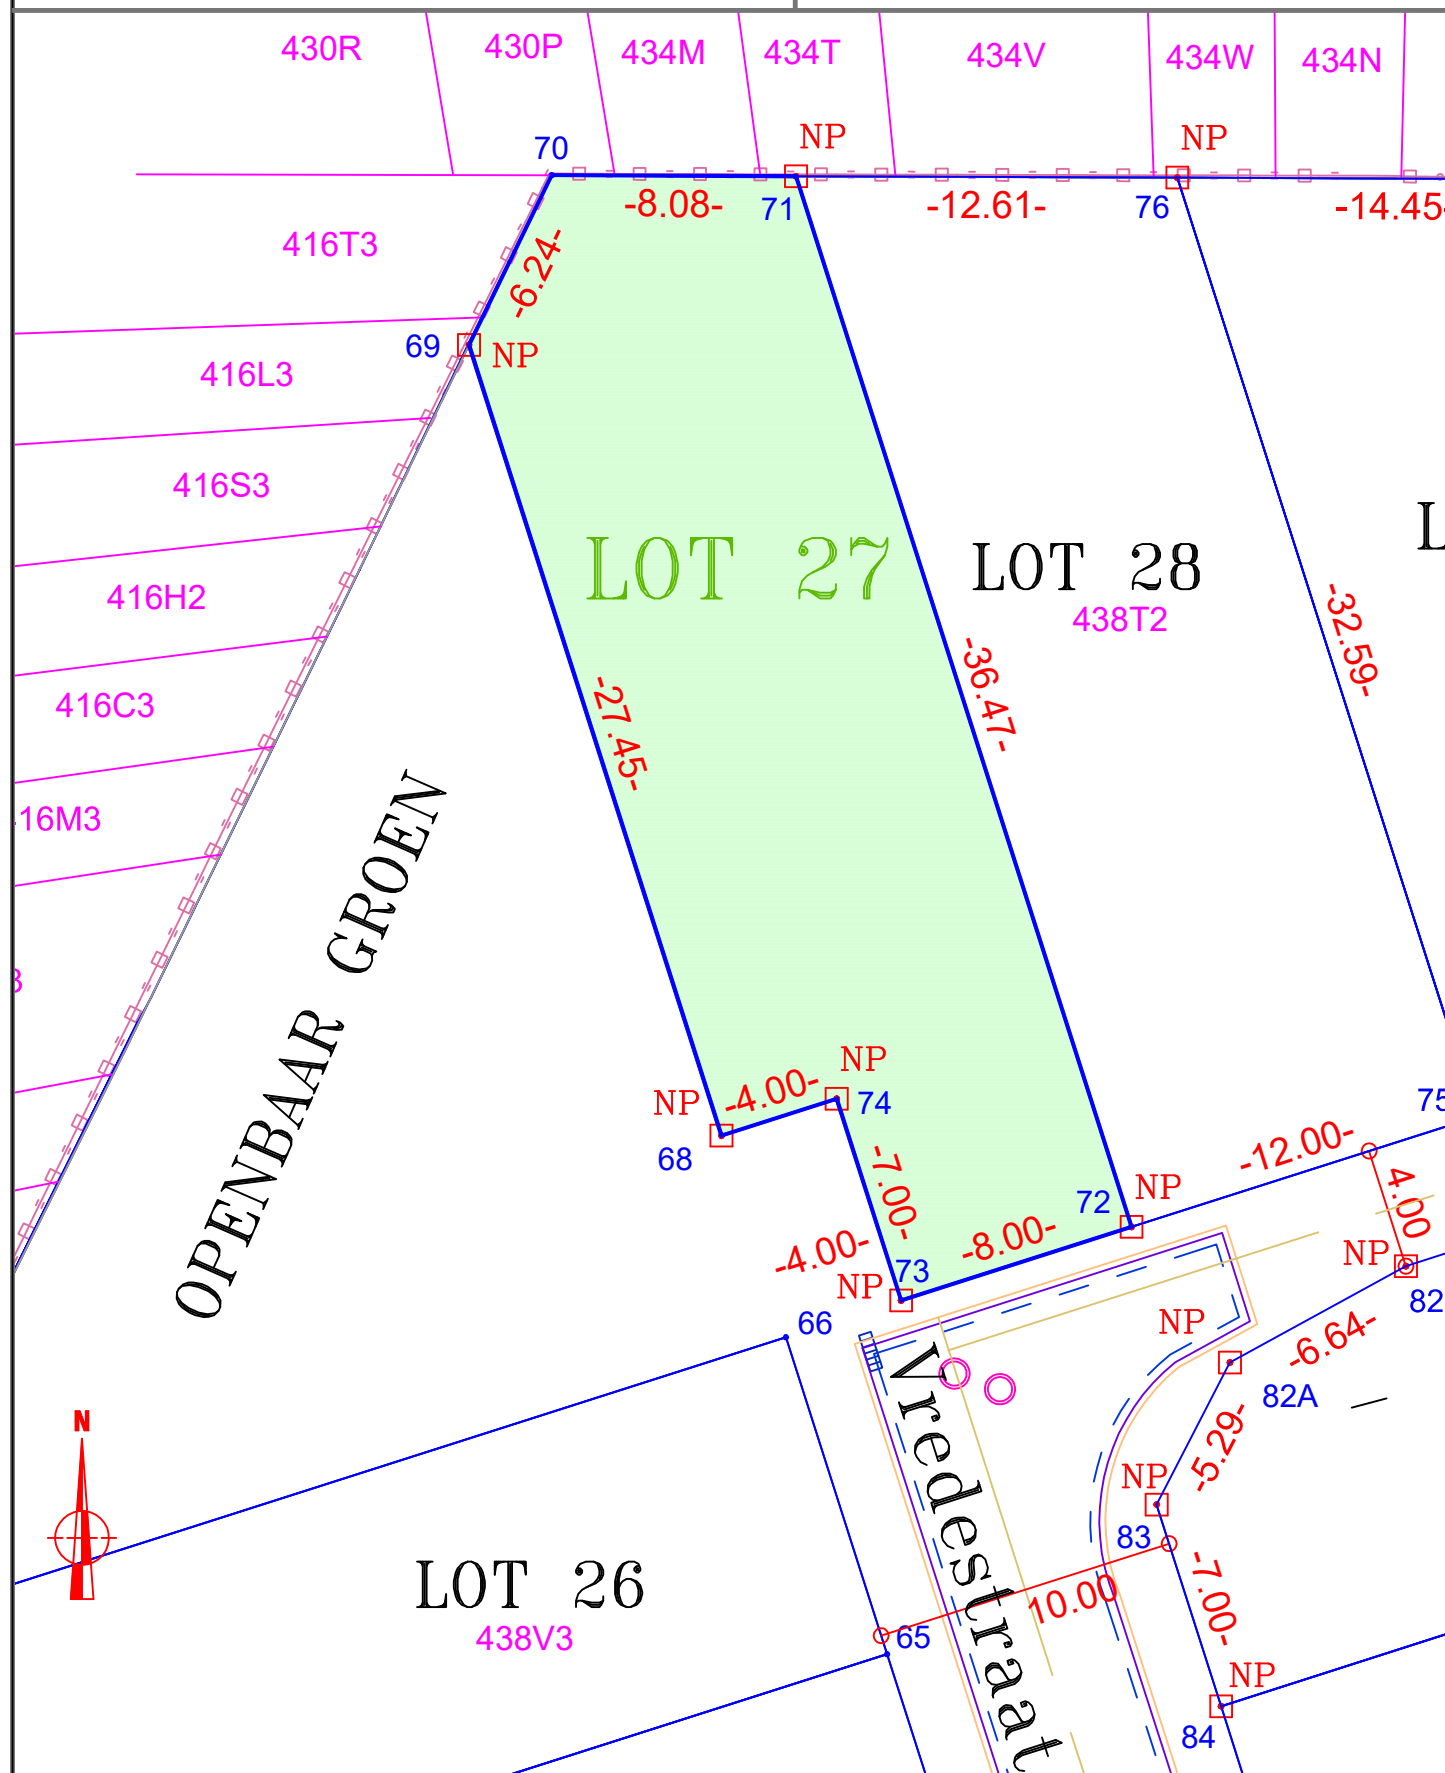 430R
430P
434M
434T
434V
434W
434N
NP
NP
70
-8.08-
71
-12.61-
76
-14.45-
416T3
-6.24-
69
NP
416L3
416S3
LOT 27
LOT 28
438T2
L
416H2
-32.59-
-36.47-
416C3
-27.45-
16M3
OPENBAAR GROEN
NP
-4.00-
NP
74
68
75
-12.00-
-7.00-
72
NP
4.00
-8.00-
-4.00-
73
NP
NP
82
66
NP
-6.64-
82A
Vredestraat
-5.29-
N
NP
83
10.00
-7.00-
LOT 26
438V3
65
NP
84